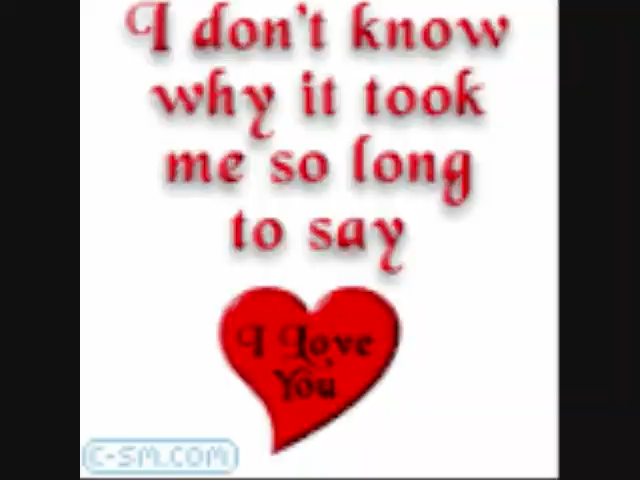 I don't know
why it took
me so long
to say
I Love
You
c-sm.com